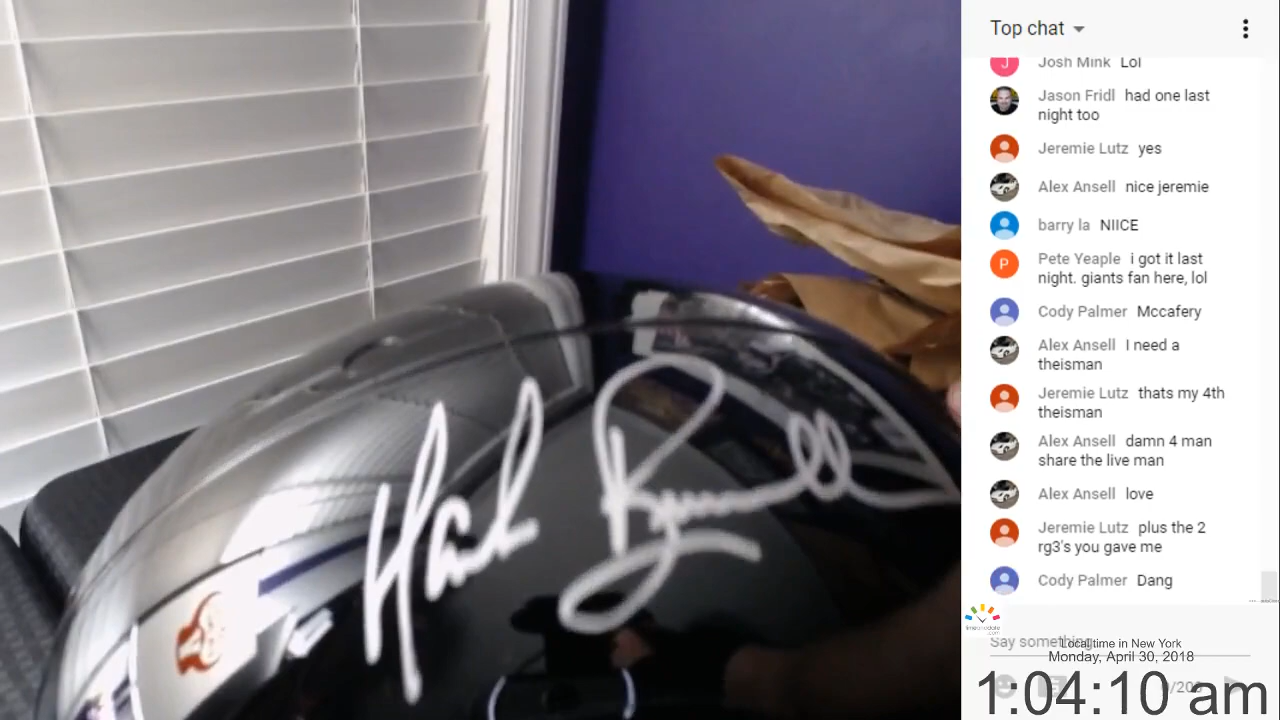 Mark Brunell
Top chat
Josh Mink Lol
Jason Fridl had one last
night too
Jeremie Lutz yes
Alex Ansell nice jeremie
barry la NIICE
Pete Yeaple i got it last
night. giants fan here, lol
Cody Palmer Mccafery
Alex Ansell I need a
theisman
Jeremie Lutz thats my 4th
theisman
Alex Ansell damn 4 man
share the live man
Alex Ansell love
Jeremie Lutz plus the 2
rg3's you gave me
Cody Palmer Dang
Say something...
Local time in New York
Monday, April 30, 2018
1:04:10 am